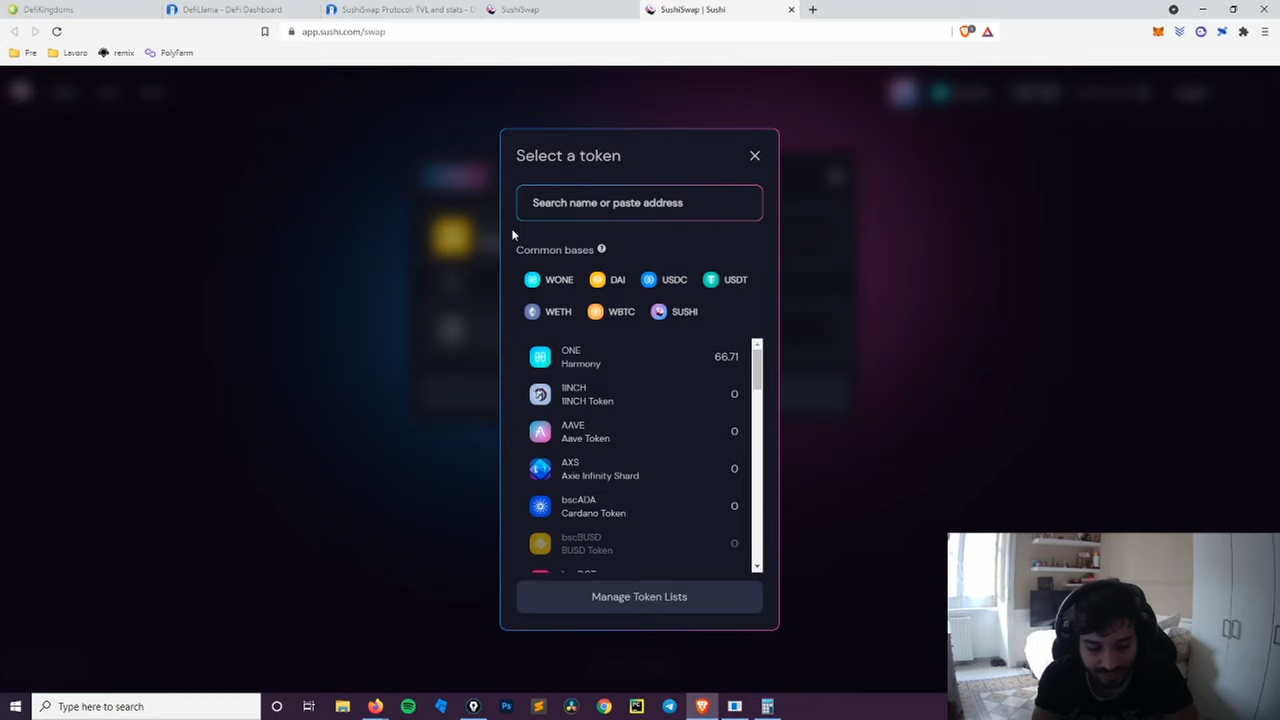 DefiKingdoms
DefiLlama - DeFi Dashboard
SushiSwap Protocol: TVL and stats - D
SushiSwap
SushiSwap | Sushi
app.sushi.com/swap
Pre
Lavoro
remix
PolyFarm
Select a token
Search name or paste address
Common bases
WONE
DAI
USDC
USDT
WETH
WBTC
SUSHI
ONE
Harmony
66.71
1INCH
1INCH Token
0
AAVE
Aave Token
0
AXS
Axie Infinity Shard
0
bscADA
Cardano Token
0
bscBUSD
BUSD Token
0
Manage Token Lists
Type here to search